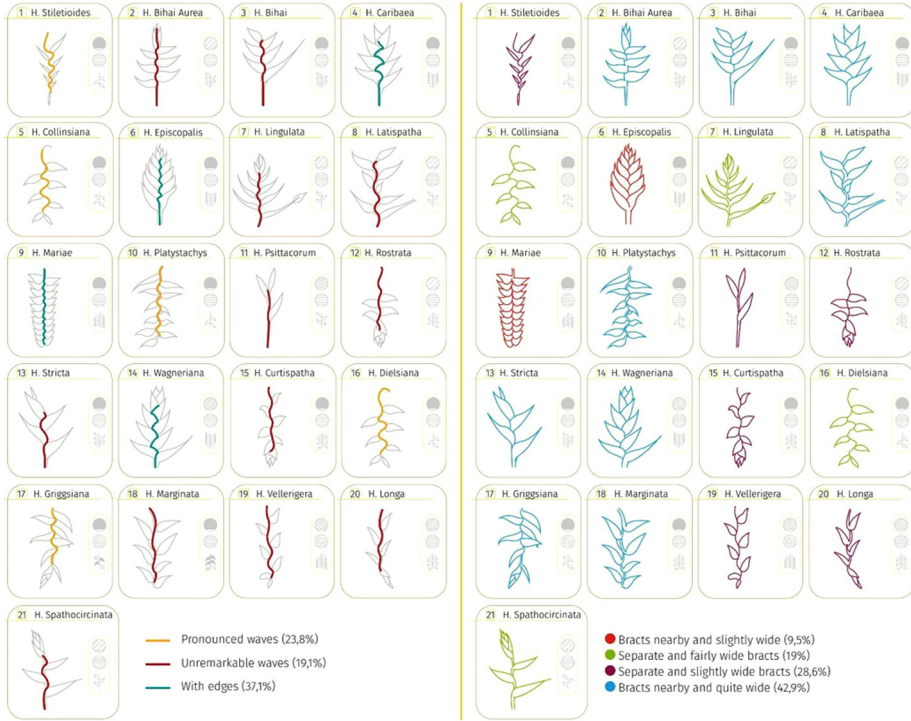 1 H. Stiletioides 2 H. Bihai Aurea 3 H. Bihai 4 H. Caribaea
5 H. Collinsiana 6 H. Episcopalis 7 H. Lingulata 8 H. Latispatha
9 H. Mariae 10 H. Platystachys 11 H. Psittacorum 12 H. Rostrata
13 H. Stricta 14 H. Wagneriana 15 H. Curtispatha 16 H. Dielsiana
17 H. Griggsiana 18 H. Marginata 19 H. Vellerigera 20 H. Longa
21 H. Spathocircinata
Pronounced waves (23,8%)
Unremarkable waves (19,1%)
With edges (37,1%)
1 H. Stiletioides 2 H. Bihai Aurea 3 H. Bihai 4 H. Caribaea
5 H. Collinsiana 6 H. Episcopalis 7 H. Lingulata 8 H. Latispatha
9 H. Mariae 10 H. Platystachys 11 H. Psittacorum 12 H. Rostrata
13 H. Stricta 14 H. Wagneriana 15 H. Curtispatha 16 H. Dielsiana
17 H. Griggsiana 18 H. Marginata 19 H. Vellerigera 20 H. Longa
21 H. Spathocircinata
Bracts nearby and slightly wide (9,5%)
Separate and fairly wide bracts (19%)
Separate and slightly wide bracts (28,6%)
Bracts nearby and quite wide (42,9%)